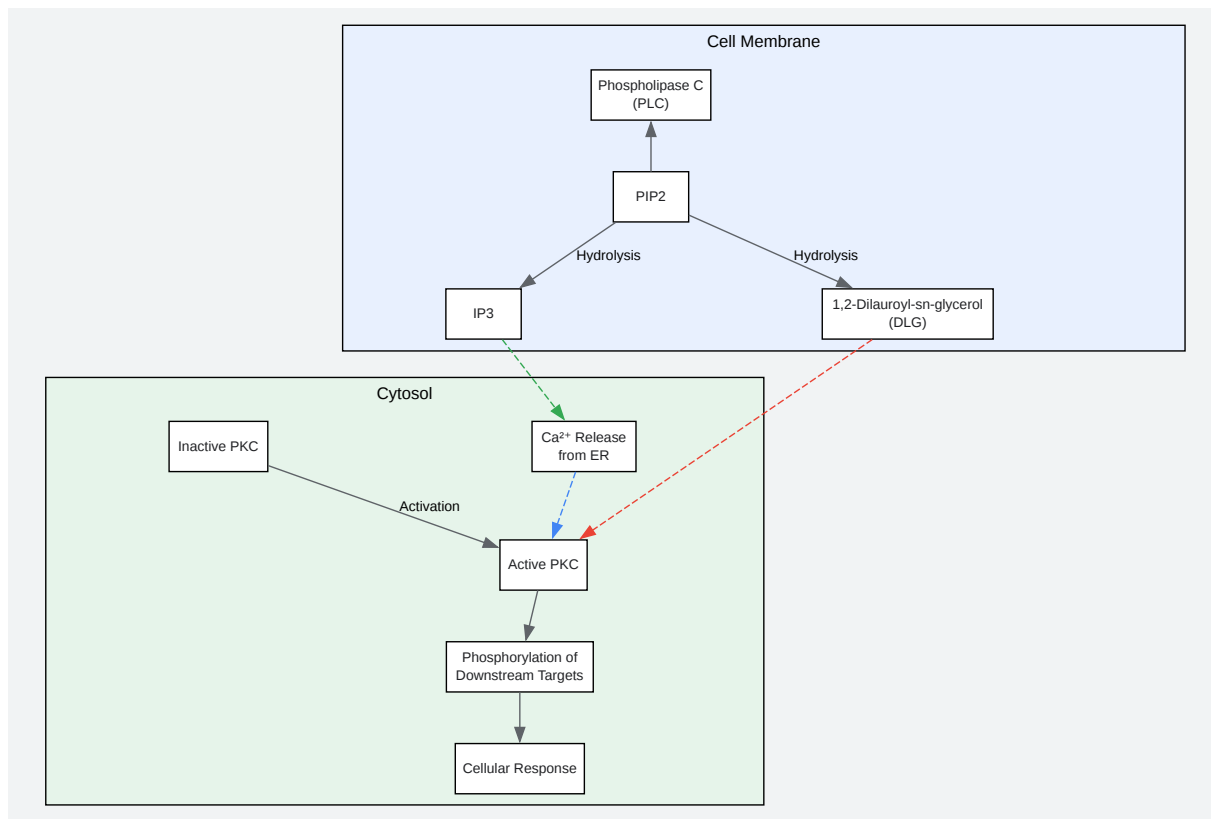 Cell Membrane
Phospholipase C
(PLC)
PIP2
Hydrolysis
Hydrolysis
IP3
1,2-Dilauroyl-sn-glycerol
(DLG)
Cytosol
Inactive PKC
Ca²⁺ Release
from ER
Activation
Active PKC
Phosphorylation of
Downstream Targets
Cellular Response